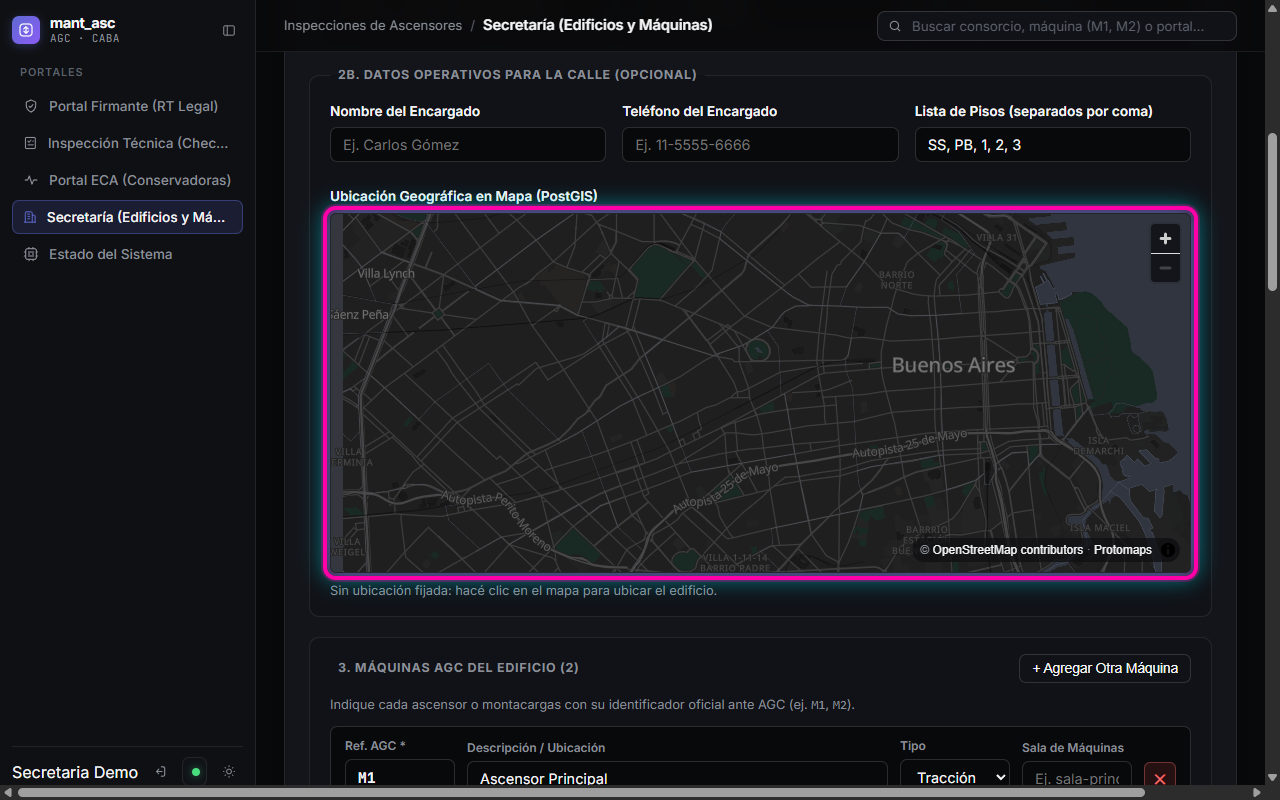 mant_asc
AGC · CABA
Inspecciones de Ascensores / Secretaría (Edificios y Máquinas)
Buscar consorcio, máquina (M1, M2) o portal...
PORTALES
Portal Firmante (RT Legal)
Inspección Técnica (Chec...
Portal ECA (Conservadoras)
Secretaría (Edificios y Má...
Estado del Sistema
2B. DATOS OPERATIVOS PARA LA CALLE (OPCIONAL)
Nombre del Encargado
Teléfono del Encargado
Lista de Pisos (separados por coma)
Ej. Carlos Gómez
Ej. 11-5555-6666
SS, PB, 1, 2, 3
Ubicación Geográfica en Mapa (PostGIS)
VILLA 31
+
−
Villa Lynch
BARRIO
NORTE
Sáenz Peña
Buenos Aires
Autopista 25 de Mayo
Autopista 25 de Mayo
ISLA
DEMARCHI
VILLA
Autopista Perito Moreno
ISLA MACIEL
VILLA
VILLA 1-11-14
BARRIO PADRE
© OpenStreetMap contributors · Protomaps
Sin ubicación fijada: hacé clic en el mapa para ubicar el edificio.
3. MÁQUINAS AGC DEL EDIFICIO (2)
+ Agregar Otra Máquina
Indique cada ascensor o montacargas con su identificador oficial ante AGC (ej. M1, M2).
Ref. AGC *
Descripción / Ubicación
Tipo
Sala de Máquinas
M1
Ascensor Principal
Tracción
Ej. sala-princ
Secretaria Demo